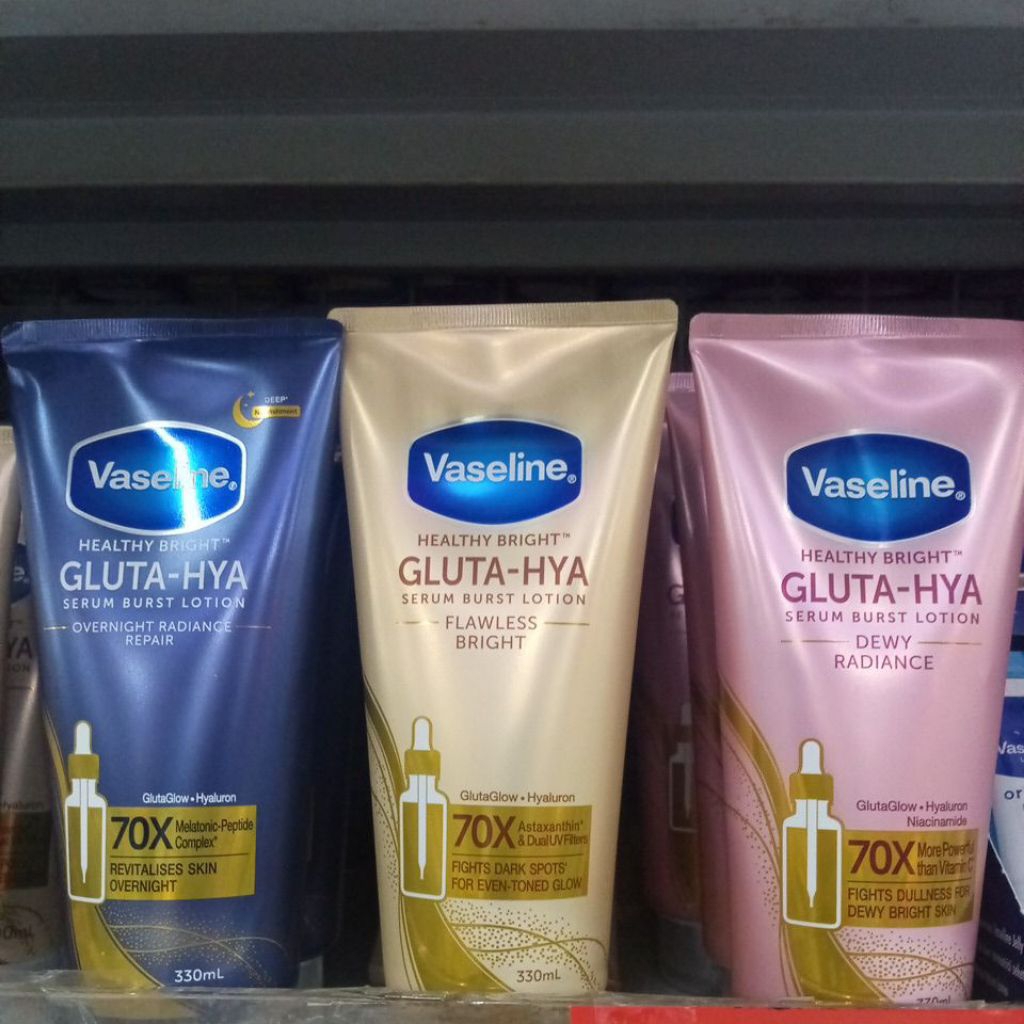 DEEP+
Nourishment
Vaseline®
HEALTHY BRIGHT™
GLUTA-HYA
SERUM BURST LOTION
OVERNIGHT RADIANCE
REPAIR
GlutaGlow • Hyaluron
70X Melatonic-Peptide
Complex*
REVITALISES SKIN
OVERNIGHT
330mL
Vaseline®
HEALTHY BRIGHT™
GLUTA-HYA
SERUM BURST LOTION
FLAWLESS
BRIGHT
GlutaGlow • Hyaluron
70X Astaxanthin*
& Dual UV Filters
FIGHTS DARK SPOTS+
FOR EVEN-TONED GLOW
330mL
Vaseline®
HEALTHY BRIGHT™
GLUTA-HYA
SERUM BURST LOTION
DEWY
RADIANCE
GlutaGlow • Hyaluron
Niacinamide
70X More Powerful
than Vitamin C*
FIGHTS DULLNESS FOR
DEWY BRIGHT SKIN
330mL
Vas
or